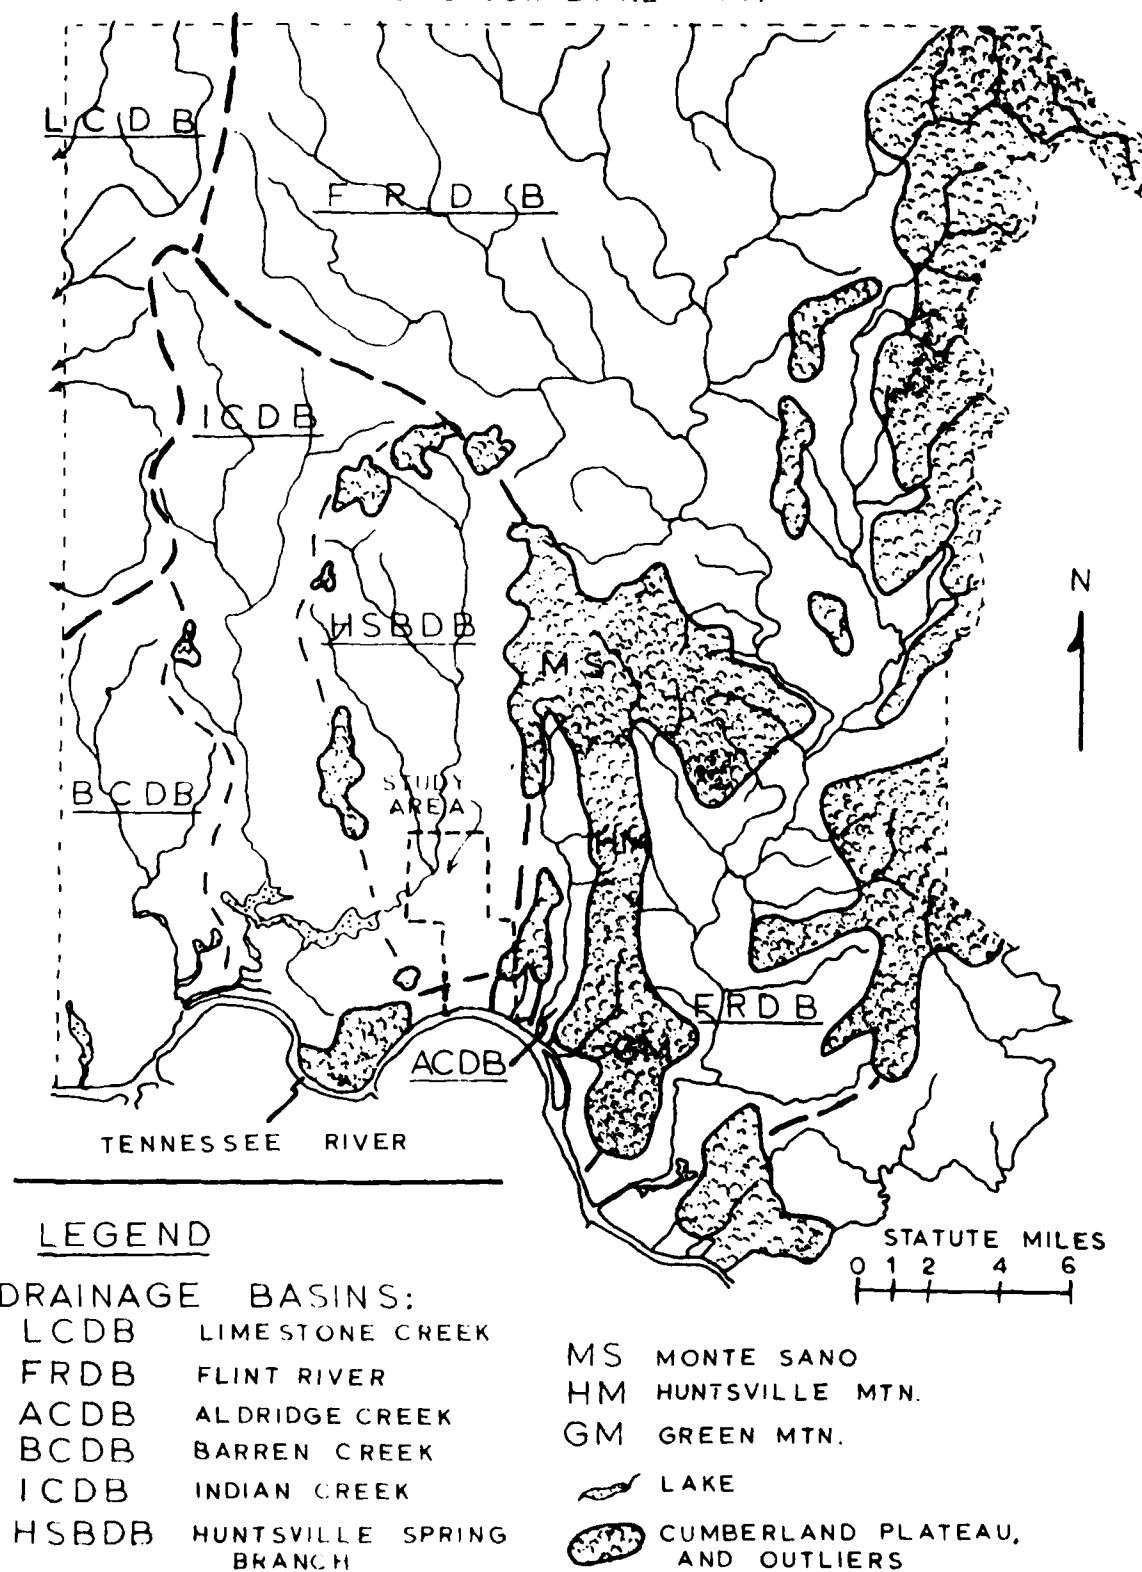 LCDB
FRDB
ICDB
HSBDB
MS
N
BCDB
STUDY
AREA
HM
FRDB
GM
ACDB
TENNESSEE RIVER
STATUTE MILES
0 1 2 4 6
LEGEND
DRAINAGE BASINS:
LCDB LIMESTONE CREEK
FRDB FLINT RIVER
ACDB ALDRIDGE CREEK
BCDB BARREN CREEK
ICDB INDIAN CREEK
HSBDB HUNTSVILLE SPRING
BRANCH
MS MONTE SANO
HM HUNTSVILLE MTN.
GM GREEN MTN.
LAKE
CUMBERLAND PLATEAU,
AND OUTLIERS